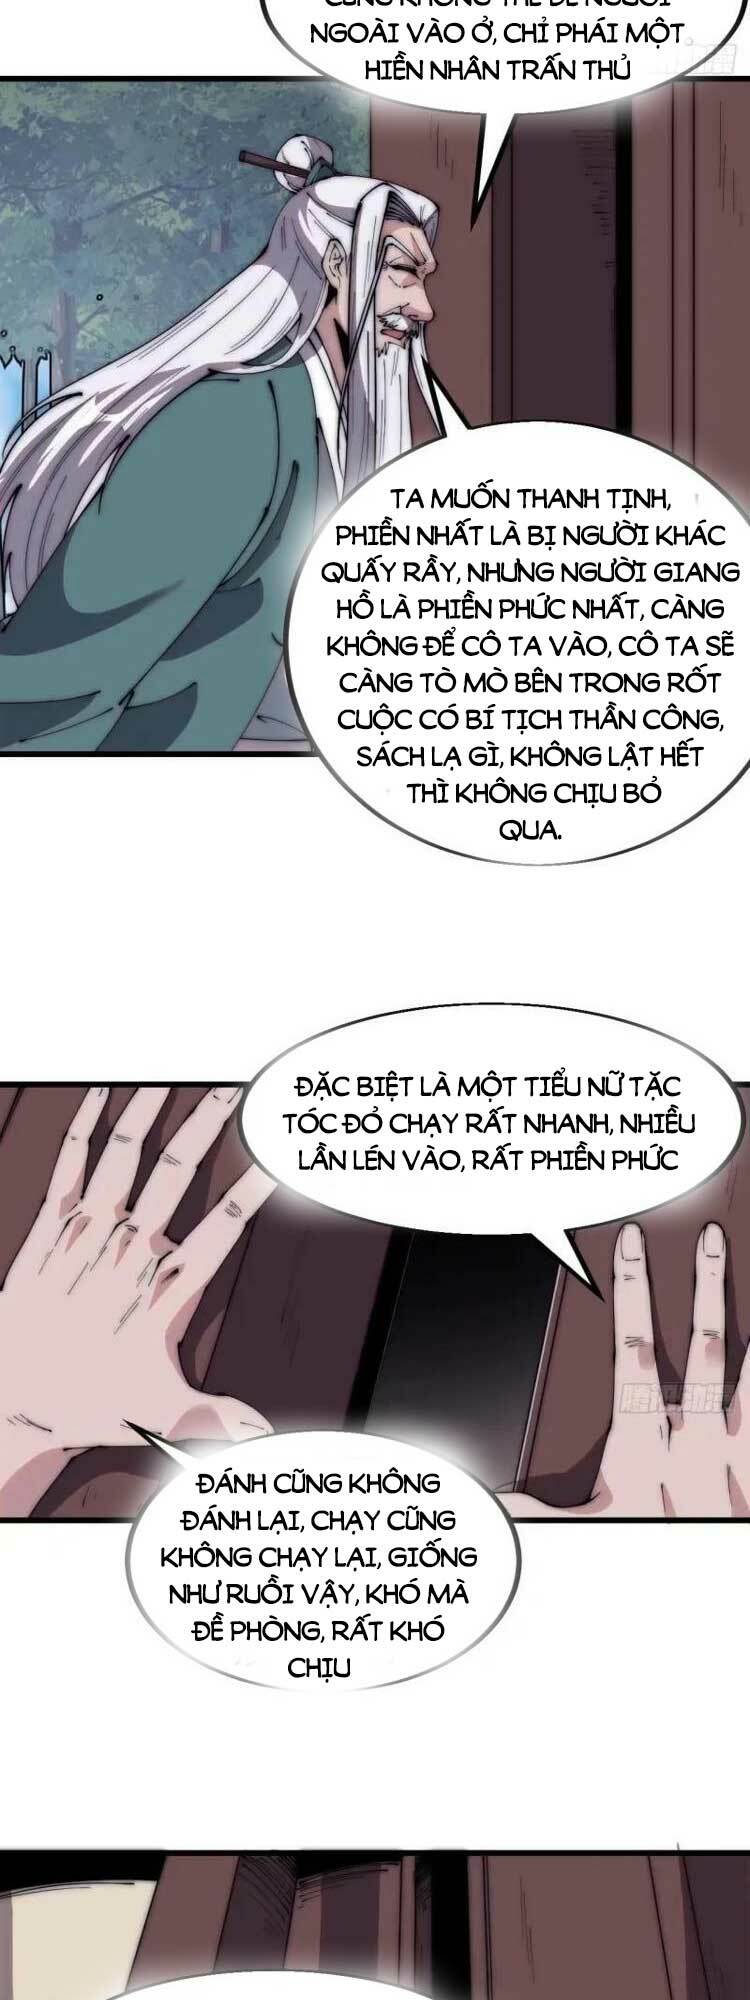 CŨNG KHÔNG THỂ ĐỂ NGƯỜI
NGOÀI VÀO Ở, CHỈ PHÁI MỘT
HIỀN NHÂN TRẤN THỦ
TA MUỐN THANH TỊNH,
PHIỀN NHẤT LÀ BỊ NGƯỜI KHÁC
QUẤY RẦY, NHƯNG NGƯỜI GIANG
HỒ LÀ PHIỀN PHỨC NHẤT, CÀNG
KHÔNG ĐỂ CÔ TA VÀO, CÔ TA SẼ
CÀNG TÒ MÒ BÊN TRONG RỐT
CUỘC CÓ BÍ TỊCH THẦN CÔNG,
SÁCH LẠ GÌ, KHÔNG LẬT HẾT
THÌ KHÔNG CHỊU BỎ
QUA.
ĐẶC BIỆT LÀ MỘT TIỂU NỮ TẶC
TÓC ĐỎ CHẠY RẤT NHANH, NHIỀU
LẦN LÉN VÀO, RẤT PHIỀN PHỨC
ĐÁNH CŨNG KHÔNG
ĐÁNH LẠI, CHẠY CŨNG
KHÔNG CHẠY LẠI, GIỐNG
NHƯ RUỒI VẬY, KHÓ MÀ
ĐỀ PHÒNG, RẤT KHÓ
CHỊU